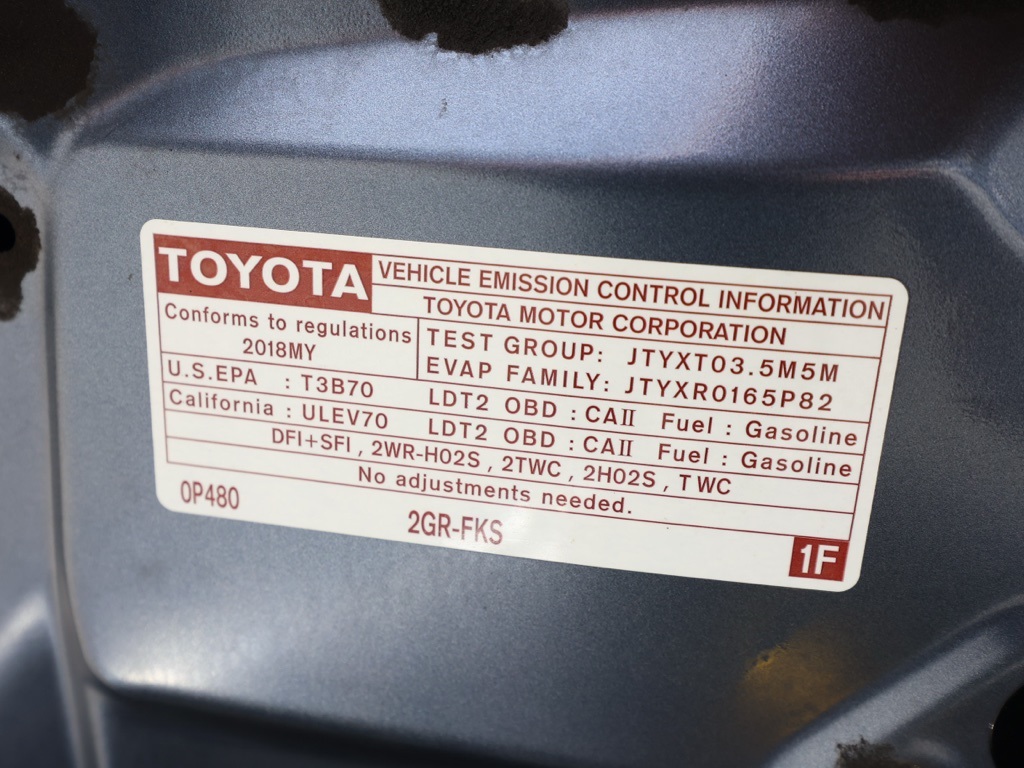 TOYOTA VEHICLE EMISSION CONTROL INFORMATION
TOYOTA MOTOR CORPORATION
Conforms to regulations
2018MY
TEST GROUP: JTYXT03.5M5M
EVAP FAMILY: JTYXR0165P82
U.S.EPA : T3B70 LDT2 OBD : CAII Fuel : Gasoline
California : ULEV70 LDT2 OBD : CAII Fuel : Gasoline
DFI+SFI , 2WR-HO2S , 2TWC , 2HO2S , TWC
No adjustments needed.
0P480
2GR-FKS
1F